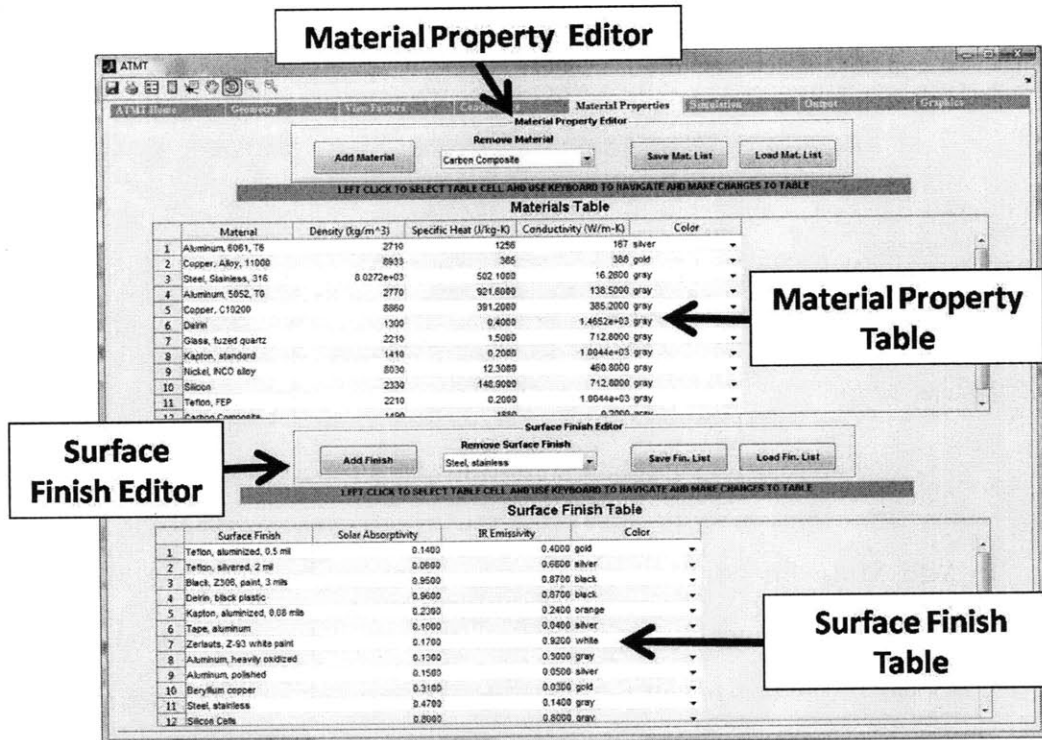 Material Property Editor
ATMT
ATMT Home Geometry View Factors Material Properties Simulation Output Graphics
Material Property Editor
Remove Material
Add Material Carbon Composite Save Mat. List Load Mat. List
LEFT CLICK TO SELECT TABLE CELL AND USE KEYBOARD TO NAVIGATE AND MAKE CHANGES TO TABLE
Materials Table
Material Density (kg/m^3) Specific Heat (J/kg-K) Conductivity (W/m-K) Color
1 Aluminum, 6061, T6 2710 1256 167 silver
2 Copper, Alloy, 11000 8933 385 388 gold
3 Steel, Stainless, 316 8.0272e+03 502.1000 16.2600 gray
4 Aluminum, 5052, T0 2770 921.6000 138.5000 gray
5 Copper, C10200 8860 391.2000 385.2000 gray
6 Delrin 1300 0.4000 1.4652e+03 gray
7 Glass, fuzed quartz 2210 1.5000 712.8000 gray
8 Kapton, standard 1410 0.2000 1.0044e+03 gray
9 Nickel, INCO alloy 8030 12.3000 460.8000 gray
10 Silicon 2330 148.9000 712.8000 gray
11 Teflon, FEP 2210 0.2000 1.0044e+03 gray
12 Carbon Composite 1490 0.2000 gray
Material Property
Table
Surface
Finish Editor
Surface Finish Editor
Remove Surface Finish
Add Finish Steel, stainless Save Fin. List Load Fin. List
LEFT CLICK TO SELECT TABLE CELL AND USE KEYBOARD TO NAVIGATE AND MAKE CHANGES TO TABLE
Surface Finish Table
Surface Finish Solar Absorptivity IR Emissivity Color
1 Teflon, aluminized, 0.5 mil 0.1400 0.4000 gold
2 Teflon, silvered, 2 mil 0.0800 0.6600 silver
3 Black, Z306, paint, 3 mils 0.9500 0.8700 black
4 Delrin, black plastic 0.9600 0.8700 black
5 Kapton, aluminized, 0.08 mils 0.2300 0.2400 orange
6 Tape, aluminum 0.1000 0.0400 silver
7 Zerlauts, Z-93 white paint 0.1700 0.9200 white
8 Aluminum, heavily oxidized 0.1300 0.3000 gray
9 Aluminum, polished 0.1500 0.0500 silver
10 Beryllium copper 0.3100 0.0300 gold
11 Steel, stainless 0.4700 0.1400 gray
12 Silicon Cells 0.8000 0.8000 gray
Surface Finish
Table